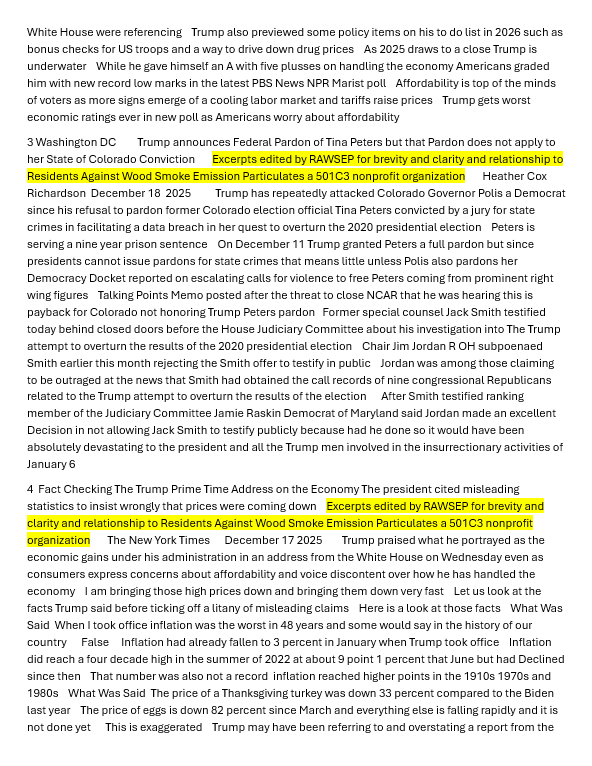 White House were referencing Trump also previewed some policy items on his to do list in 2026 such as
bonus checks for US troops and a way to drive down drug prices As 2025 draws to a close Trump is
underwater While he gave himself an A with five plusses on handling the economy Americans graded
him with new record low marks in the latest PBS News NPR Marist poll Affordability is top of the minds
of voters as more signs emerge of a cooling labor market and tariffs raise prices Trump gets worst
economic ratings ever in new poll as Americans worry about affordability
3 Washington DC Trump announces Federal Pardon of Tina Peters but that Pardon does not apply to
her State of Colorado Conviction Excerpts edited by RAWSEP for brevity and clarity and relationship to
Residents Against Wood Smoke Emission Particulates a 501C3 nonprofit organization Heather Cox
Richardson December 18 2025 Trump has repeatedly attacked Colorado Governor Polis a Democrat
since his refusal to pardon former Colorado election official Tina Peters convicted by a jury for state
crimes in facilitating a data breach in her quest to overturn the 2020 presidential election Peters is
serving a nine year prison sentence On December 11 Trump granted Peters a full pardon but since
presidents cannot issue pardons for state crimes that means little unless Polis also pardons her
Democracy Docket reported on escalating calls for violence to free Peters coming from prominent right
wing figures Talking Points Memo posted after the threat to close NCAR that he was hearing this is
payback for Colorado not honoring Trump Peters pardon Former special counsel Jack Smith testified
today behind closed doors before the House Judiciary Committee about his investigation into The Trump
attempt to overturn the results of the 2020 presidential election Chair Jim Jordan R OH subpoenaed
Smith earlier this month rejecting the Smith offer to testify in public Jordan was among those claiming
to be outraged at the news that Smith had obtained the call records of nine congressional Republicans
related to the Trump attempt to overturn the results of the election After Smith testified ranking
member of the Judiciary Committee Jamie Raskin Democrat of Maryland said Jordan made an excellent
Decision in not allowing Jack Smith to testify publicly because had he done so it would have been
absolutely devastating to the president and all the Trump men involved in the insurrectionary activities of
January 6
4 Fact Checking The Trump Prime Time Address on the Economy The president cited misleading
statistics to insist wrongly that prices were coming down Excerpts edited by RAWSEP for brevity and
clarity and relationship to Residents Against Wood Smoke Emission Particulates a 501C3 nonprofit
organization The New York Times December 17 2025 Trump praised what he portrayed as the
economic gains under his administration in an address from the White House on Wednesday even as
consumers express concerns about affordability and voice discontent over how he has handled the
economy I am bringing those high prices down and bringing them down very fast Let us look at the
facts Trump said before ticking off a litany of misleading claims Here is a look at those facts What Was
Said When I took office inflation was the worst in 48 years and some would say in the history of our
country False Inflation had already fallen to 3 percent in January when Trump took office Inflation
did reach a four decade high in the summer of 2022 at about 9 point 1 percent that June but had Declined
since then That number was also not a record inflation reached higher points in the 1910s 1970s and
1980s What Was Said The price of a Thanksgiving turkey was down 33 percent compared to the Biden
last year The price of eggs is down 82 percent since March and everything else is falling rapidly and it is
not done yet This is exaggerated Trump may have been referring to and overstating a report from the